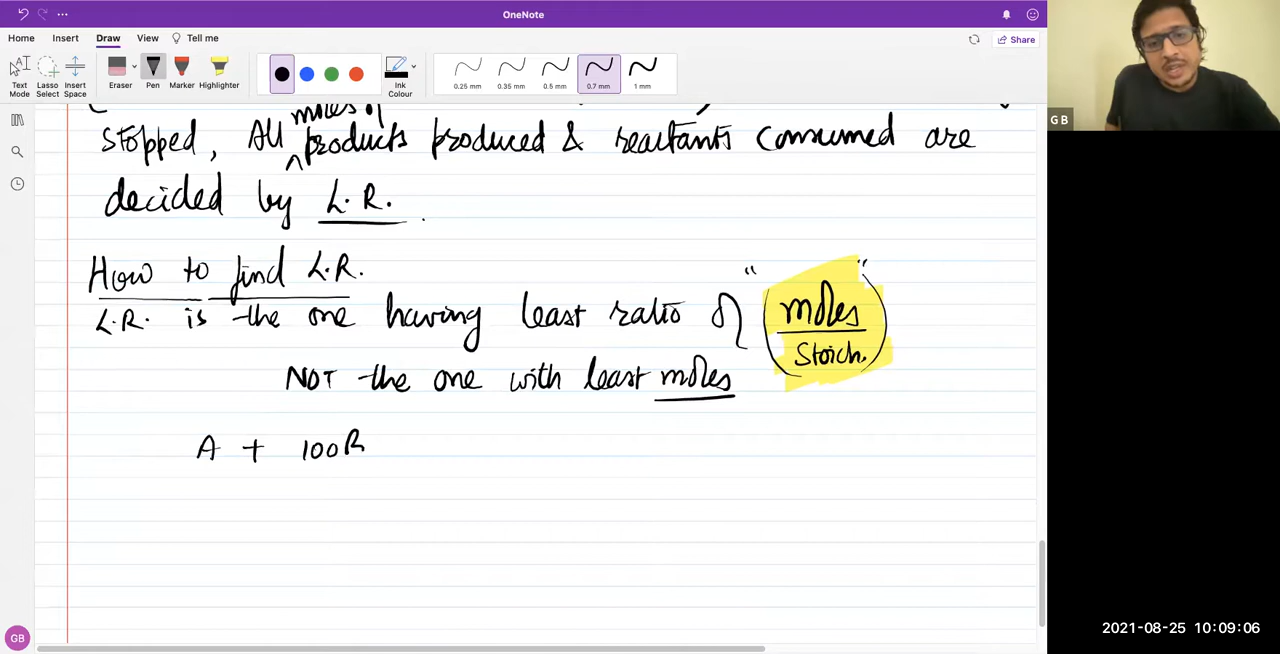 OneNote
Home Insert Draw View Tell me
Share
Text Mode Lasso Select Insert Space Eraser Pen Marker Highlighter Ink Colour 0.25 mm 0.35 mm 0.5 mm 0.7 mm 1 mm
G B
moles of
stopped, All ^ products produced & reactants consumed are
decided by L.R.
How to find L.R.
L.R. is the one having least ratio of "(moles / Stoich.)"
NOT the one with least moles
A + 100B
GB
2021-08-25 10:09:06